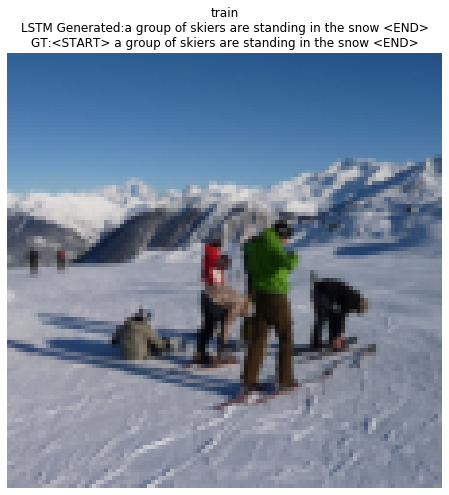 train
LSTM Generated:a group of skiers are standing in the snow <END>
GT:<START> a group of skiers are standing in the snow <END>